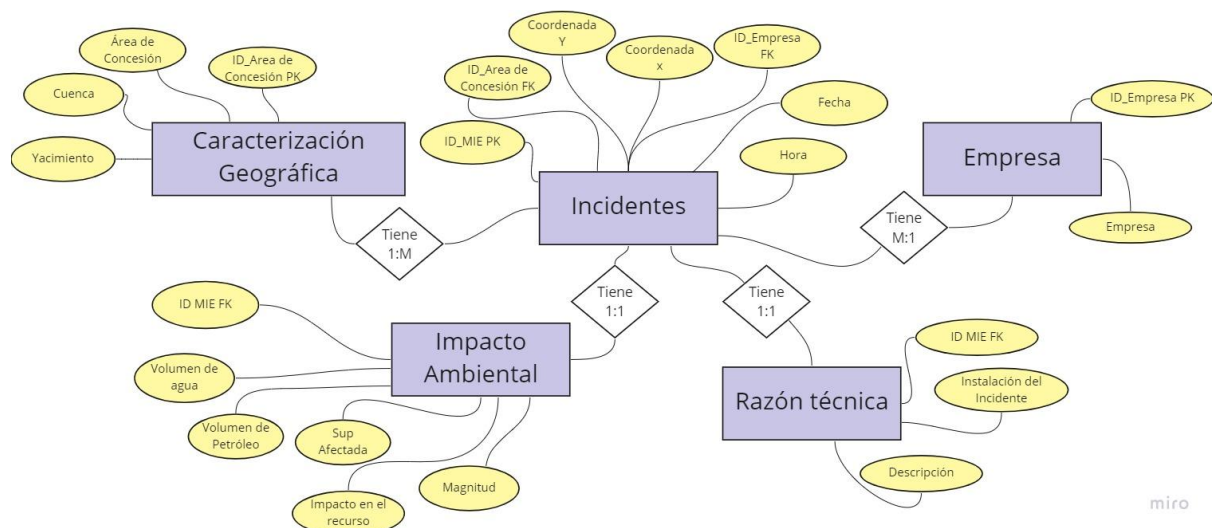 Coordenada
Y
Coordenada
x
ID_Empresa
FK
Área de
Concesión
ID_Area de
Concesión PK
ID_Area de
Concesión FK
Cuenca
Fecha
ID_Empresa PK
Yacimiento
Caracterización
Geográfica
ID_MIE PK
Hora
Empresa
Incidentes
Tiene
1:M
Tiene
M:1
Empresa
Tiene
1:1
Tiene
1:1
ID MIE FK
Impacto
Ambiental
ID MIE FK
Volumen de
agua
Instalación del
Incidente
Razón técnica
Volumen de
Petróleo
Sup
Afectada
Descripción
Magnitud
Impacto en el
recurso
miro